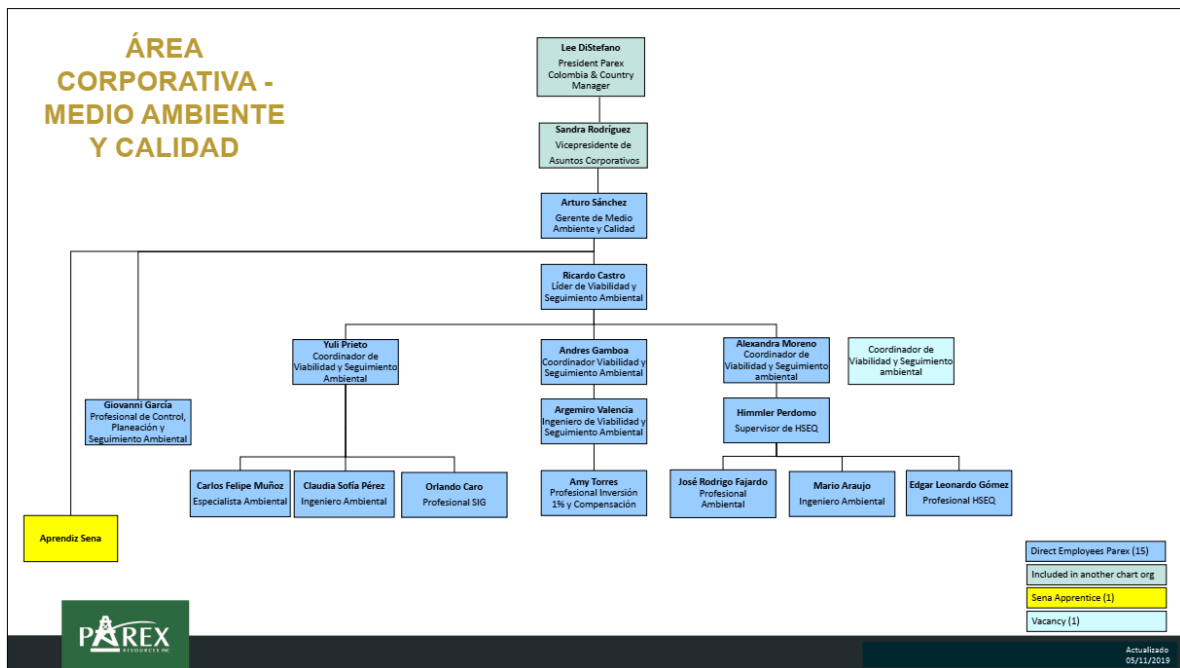 ÁREA
CORPORATIVA -
MEDIO AMBIENTE
Y CALIDAD
Lee DiStefano
President Parex
Colombia & Country
Manager
Sandra Rodríguez
Vicepresidente de
Asuntos Corporativos
Arturo Sánchez
Gerente de Medio
Ambiente y Calidad
Ricardo Castro
Líder de Viabilidad y
Seguimiento Ambiental
Yuli Prieto
Coordinador de
Viabilidad y Seguimiento
Ambiental
Andres Gamboa
Coordinador Viabilidad y
Seguimiento Ambiental
Alexandra Moreno
Coordinador de
Viabilidad y Seguimiento
ambiental
Coordinador de
Viabilidad y Seguimiento
ambiental
Giovanni García
Profesional de Control,
Planeación y
Seguimiento Ambiental
Argemiro Valencia
Ingeniero de Viabilidad y
Seguimiento Ambiental
Himmler Perdomo
Supervisor de HSEQ
Carlos Felipe Muñoz
Especialista Ambiental
Claudia Sofía Pérez
Ingeniero Ambiental
Orlando Caro
Profesional SIG
Amy Torres
Profesional Inversión
1% y Compensación
José Rodrigo Fajardo
Profesional
Ambiental
Mario Araujo
Ingeniero Ambiental
Edgar Leonardo Gómez
Profesional HSEQ
Aprendiz Sena
Direct Employees Parex (15)
Included in another chart org
Sena Apprentice (1)
Vacancy (1)
PAREX
RESOURCES INC
Actualizado
05/11/2019